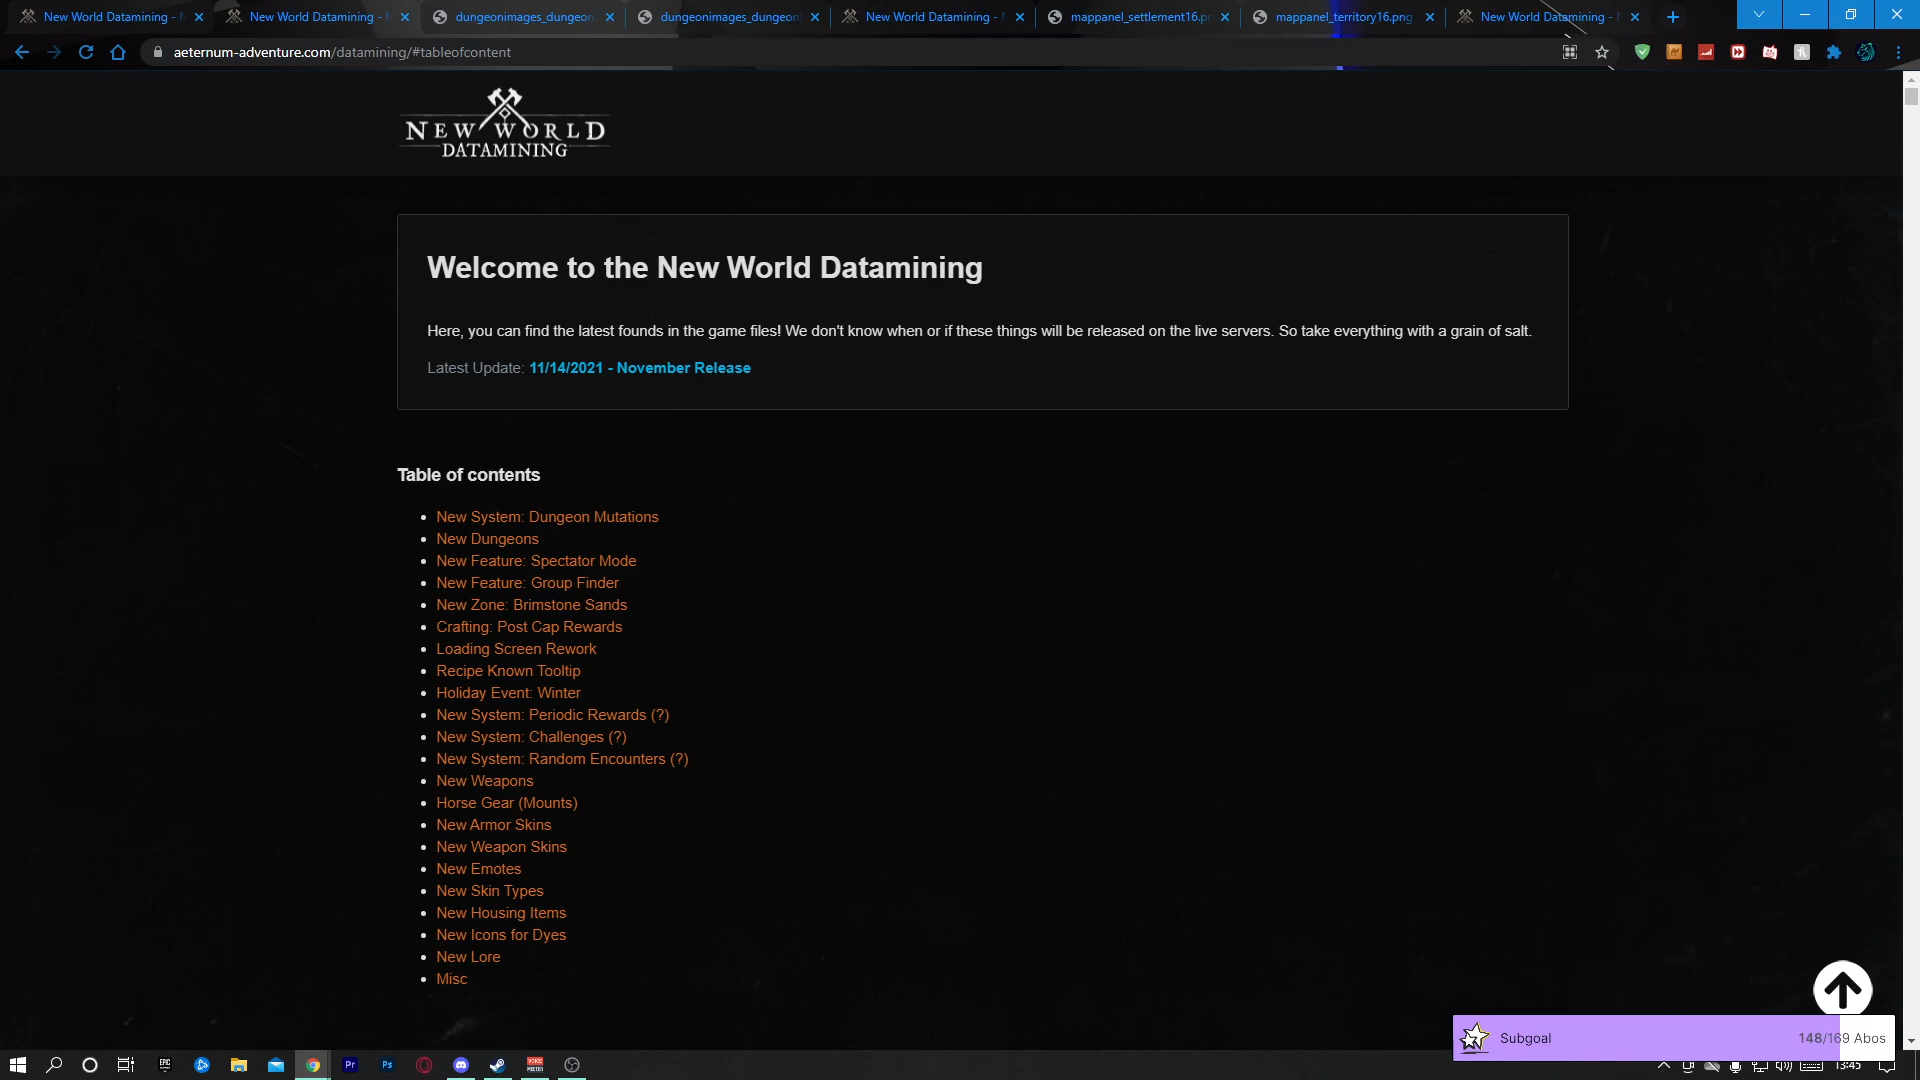 New World Datamining -
New World Datamining -
dungeonimages_dungeon
dungeonimages_dungeon
New World Datamining -
mappanel_settlement16.pr
mappanel_territory16.png
New World Datamining -
aeternum-adventure.com/datamining/#tableofcontent
NEW WORLD
DATAMINING
Welcome to the New World Datamining
Here, you can find the latest founds in the game files! We don't know when or if these things will be released on the live servers. So take everything with a grain of salt.
Latest Update: 11/14/2021 - November Release
Table of contents
New System: Dungeon Mutations
New Dungeons
New Feature: Spectator Mode
New Feature: Group Finder
New Zone: Brimstone Sands
Crafting: Post Cap Rewards
Loading Screen Rework
Recipe Known Tooltip
Holiday Event: Winter
New System: Periodic Rewards (?)
New System: Challenges (?)
New System: Random Encounters (?)
New Weapons
Horse Gear (Mounts)
New Armor Skins
New Weapon Skins
New Emotes
New Skin Types
New Housing Items
New Icons for Dyes
New Lore
Misc
Subgoal
148/169 Abos
EPIC
Pr
Ps
13:45